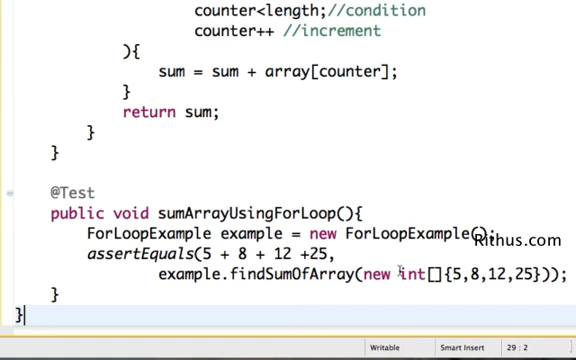 counter<length;//condition
counter++ //increment
){
sum = sum + array[counter];
}
return sum;
}
}
@Test
public void sumArrayUsingForLoop(){
ForLoopExample example = new ForLoopExample();
Rithus.com
assertEquals(5 + 8 + 12 +25,
example.findSumOfArray(new int[]{5,8,12,25}));
}
}
Writable Smart Insert 29 : 2